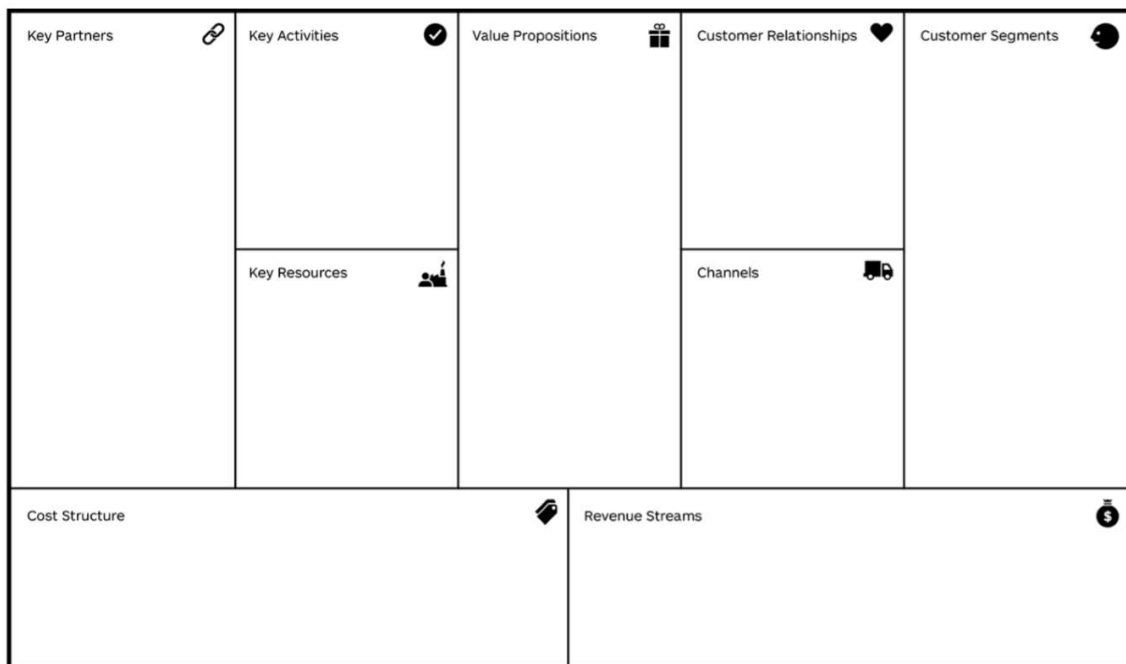 Key Partners
Key Activities
Value Propositions
Customer Relationships
Customer Segments
Key Resources
Channels
Cost Structure
Revenue Streams
$